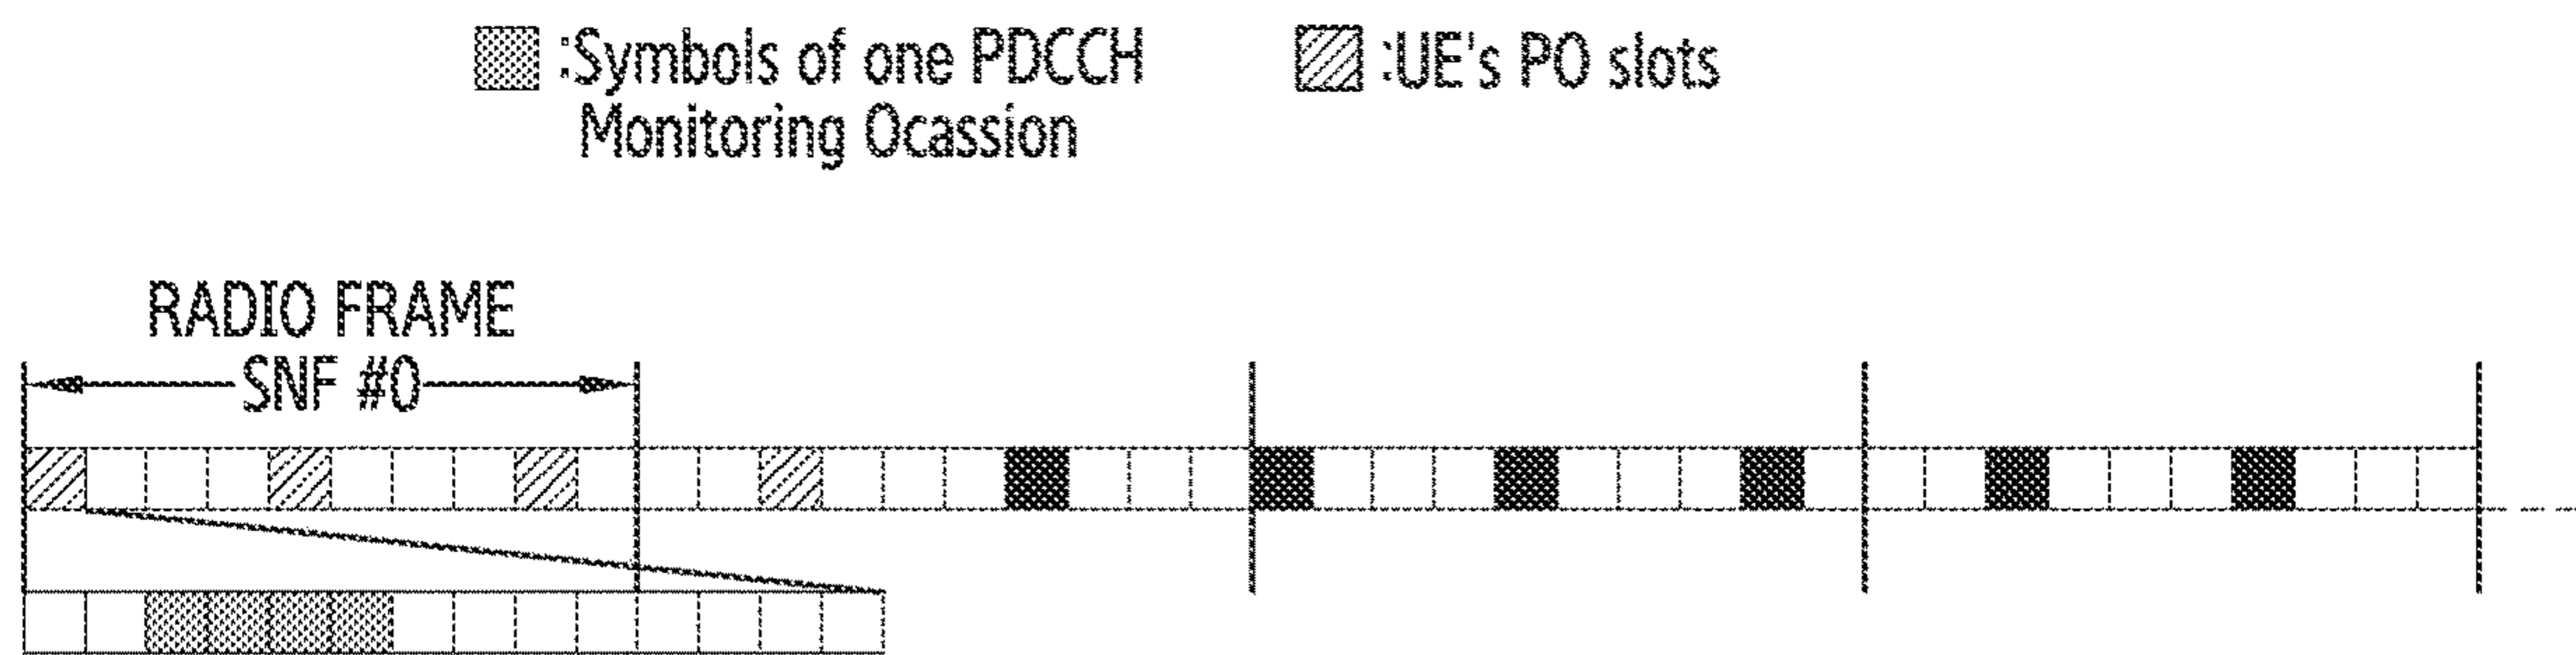 :Symbols of one PDCCH
Monitoring Ocassion
:UE's PO slots
RADIO FRAME
SNF #0